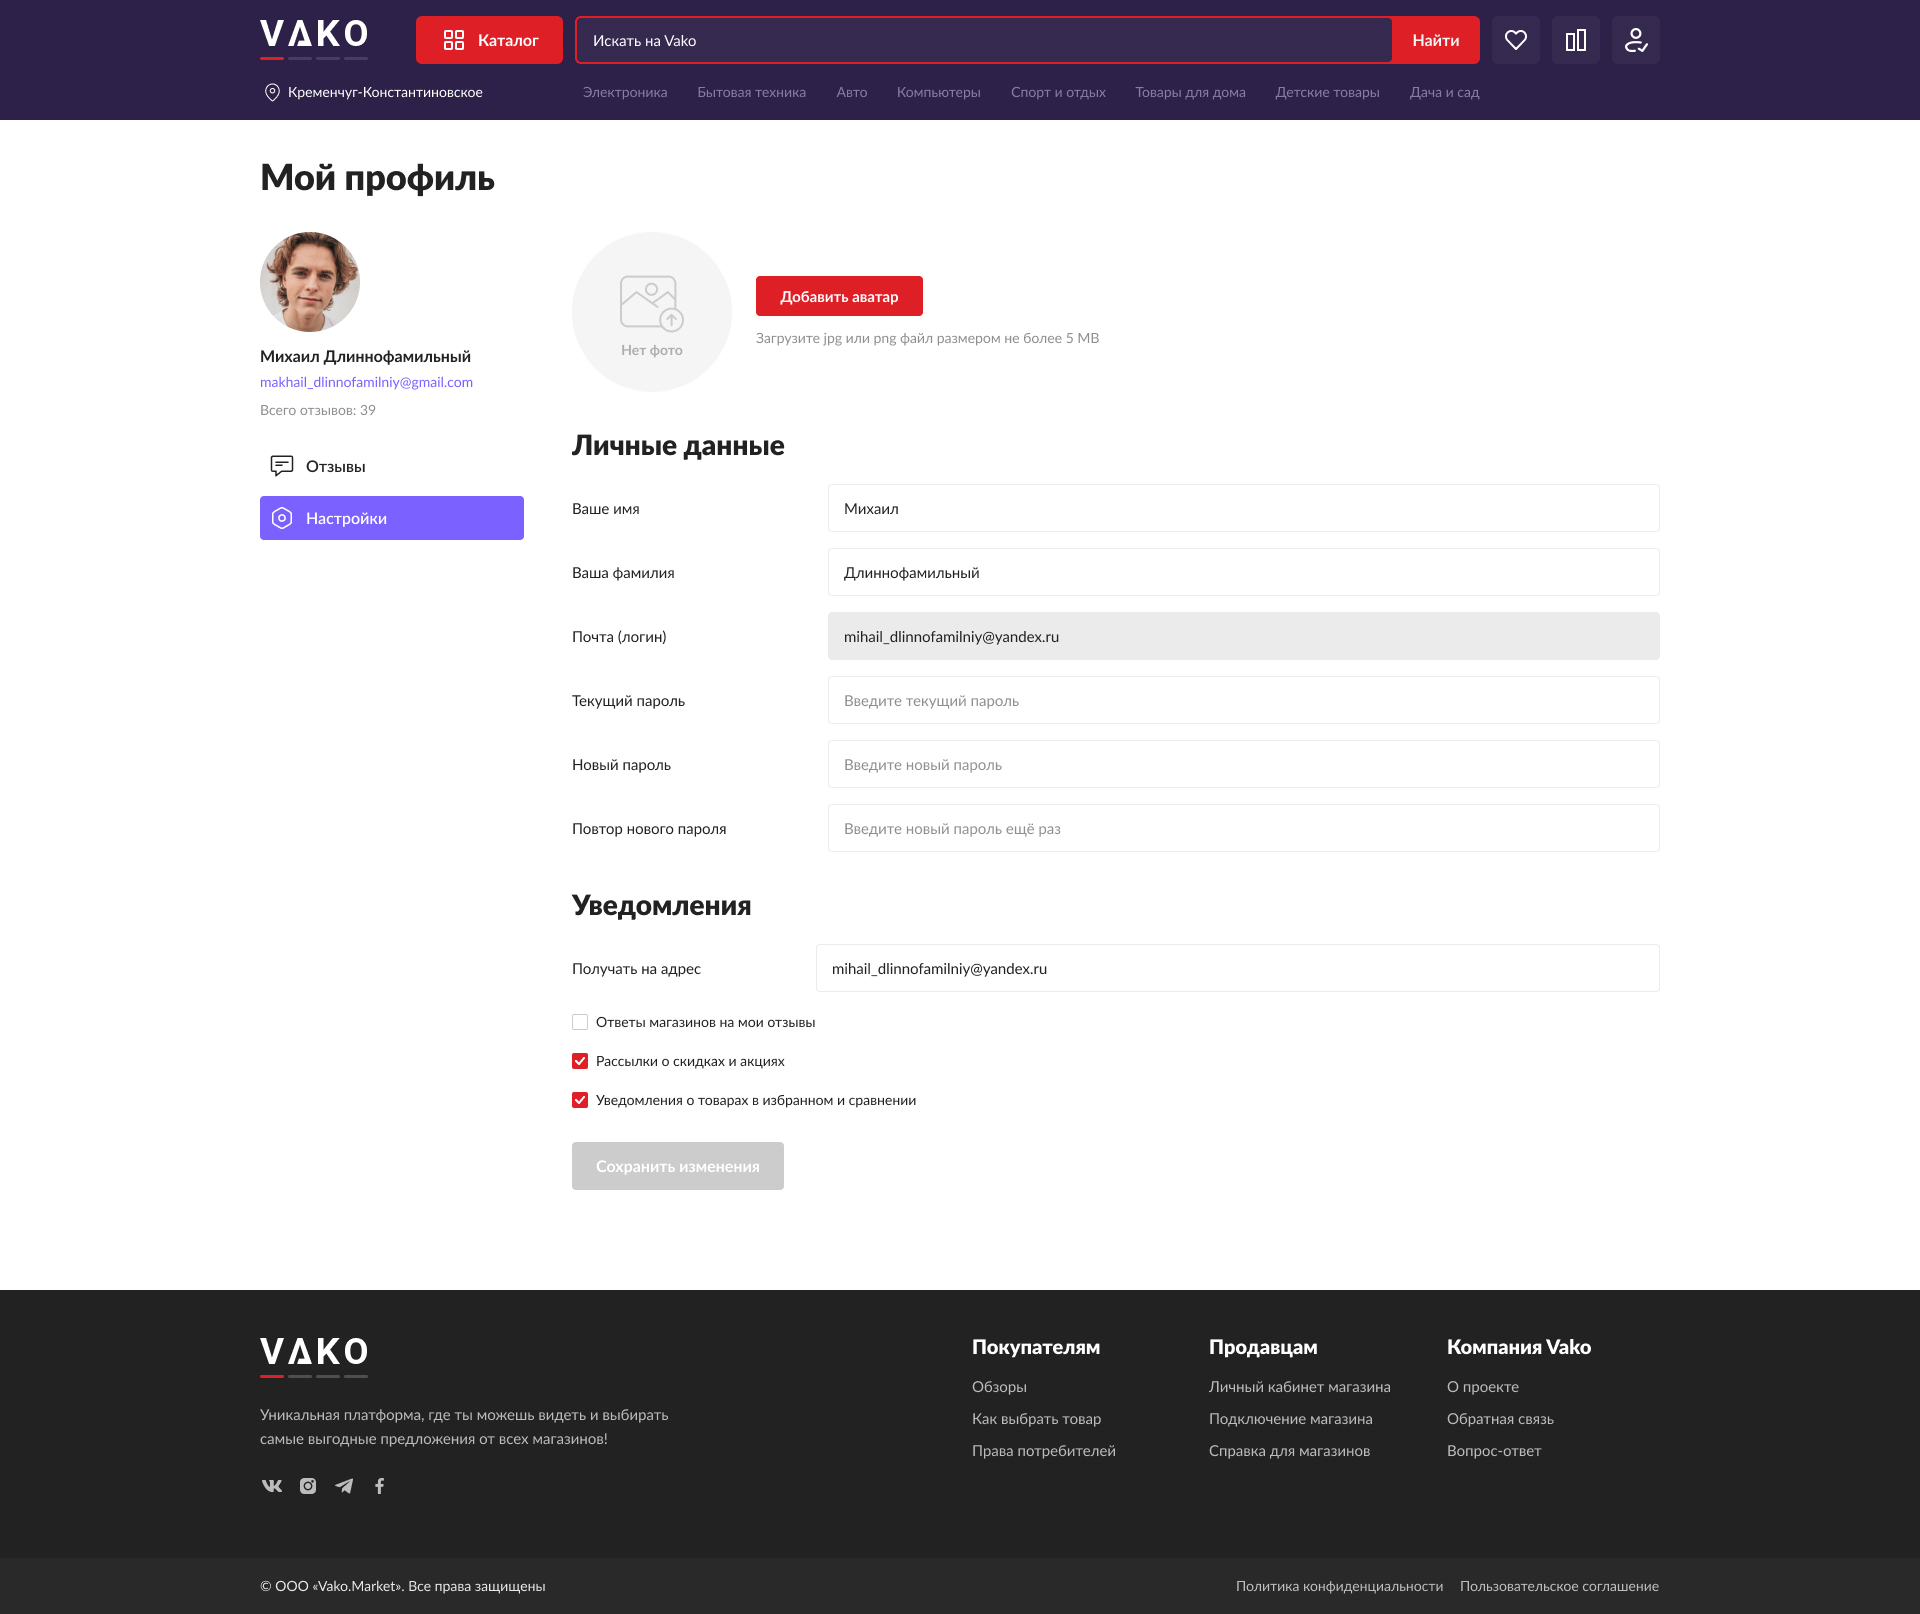 VAKO
Каталог
Искать на Vako
Найти
Кременчуг-Константиновское
Электроника
Бытовая техника
Авто
Компьютеры
Спорт и отдых
Товары для дома
Детские товары
Дача и сад
Мой профиль
Михаил Длиннофамильный
makhail_dlinnofamilniy@gmail.com
Всего отзывов: 39
Отзывы
Настройки
Нет фото
Добавить аватар
Загрузите jpg или png файл размером не более 5 MB
Личные данные
Ваше имя
Михаил
Ваша фамилия
Длиннофамильный
Почта (логин)
mihail_dlinnofamilniy@yandex.ru
Текущий пароль
Введите текущий пароль
Новый пароль
Введите новый пароль
Повтор нового пароля
Введите новый пароль ещё раз
Уведомления
Получать на адрес
mihail_dlinnofamilniy@yandex.ru
Ответы магазинов на мои отзывы
Рассылки о скидках и акциях
Уведомления о товарах в избранном и сравнении
Сохранить изменения
VAKO
Уникальная платформа, где ты можешь видеть и выбирать
самые выгодные предложения от всех магазинов!
Покупателям
Обзоры
Как выбрать товар
Права потребителей
Продавцам
Личный кабинет магазина
Подключение магазина
Справка для магазинов
Компания Vako
О проекте
Обратная связь
Вопрос-ответ
© ООО «Vako.Market». Все права защищены
Политика конфиденциальности
Пользовательское соглашение